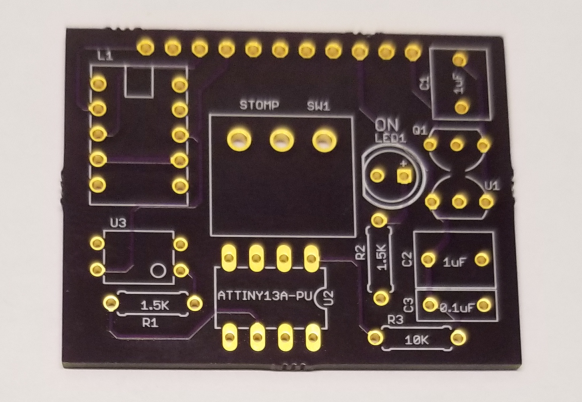 L1
C1
1uF
STOMP SW1
ON
LED1
+
Q1
U1
U3
R2
1.5K
C2
1uF
ATTINY13A-PU
U2
C3
0.1uF
1.5K
R1
R3
10K